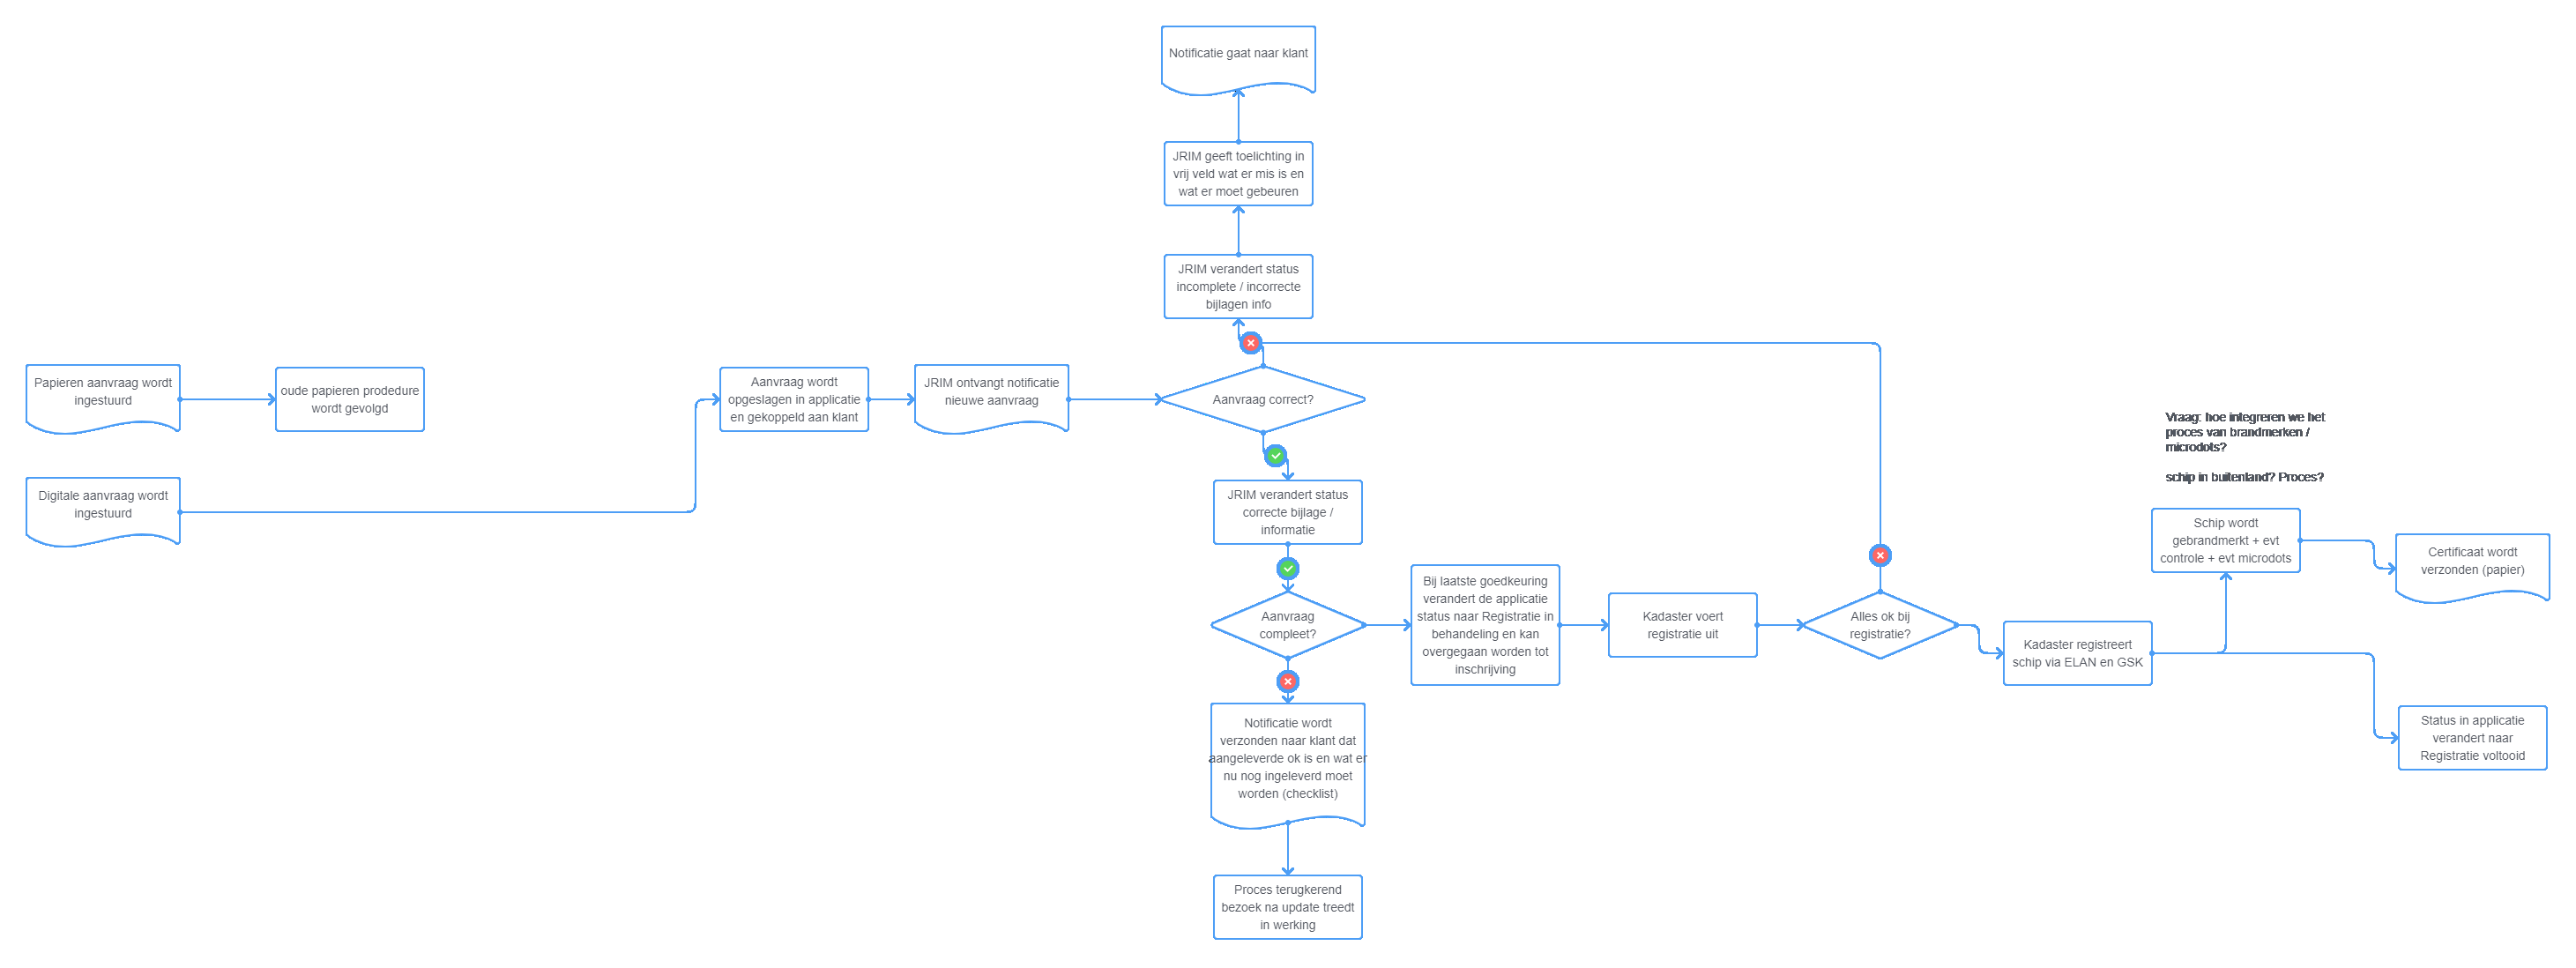 Notificatie gaat naar klant
JRIM geeft toelichting in
vrij veld wat er mis is en
wat er moet gebeuren
JRIM verandert status
incomplete / incorrecte
bijlagen info
Papieren aanvraag wordt
ingestuurd
oude papieren prodedure
wordt gevolgd
Digitale aanvraag wordt
ingestuurd
Aanvraag wordt
opgeslagen in applicatie
en gekoppeld aan klant
JRIM ontvangt notificatie
nieuwe aanvraag
Aanvraag correct?
JRIM verandert status
correcte bijlage /
informatie
Aanvraag
compleet?
Notificatie wordt
verzonden naar klant dat
aangeleverde ok is en wat er
nu nog ingeleverd moet
worden (checklist)
Proces terugkerend
bezoek na update treedt
in werking
Bij laatste goedkeuring
verandert de applicatie
status naar Registratie in
behandeling en kan
overgegaan worden tot
inschrijving
Kadaster voert
registratie uit
Alles ok bij
registratie?
Kadaster registreert
schip via ELAN en GSK
Vraag: hoe integreren we het
proces van brandmerken /
microdots?
schip in buitenland? Proces?
Schip wordt
gebrandmerkt + evt
controle + evt microdots
Certificaat wordt
verzonden (papier)
Status in applicatie
verandert naar
Registratie voltooid